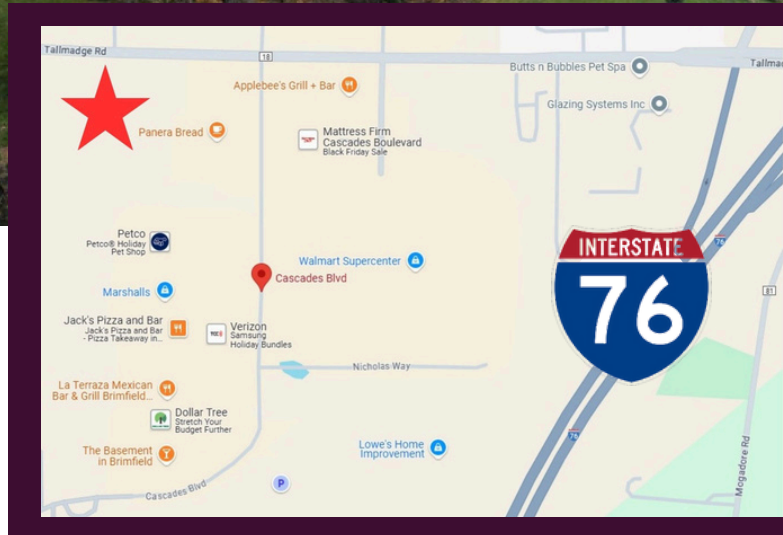 Tallmadge Rd
18
Butts n Bubbles Pet Spa
Tallma
Applebee's Grill + Bar
Glazing Systems Inc
Panera Bread
Mattress Firm
Cascades Boulevard
Black Friday Sale
Petco
Petco® Holiday
Pet Shop
76
INTERSTATE
76
Walmart Supercenter
Cascades Blvd
Marshalls
81
Jack's Pizza and Bar
Jack's Pizza and Bar
- Pizza Takeaway in...
Verizon
Samsung
Holiday Bundles
Nicholas Way
La Terraza Mexican
Bar & Grill Brimfield...
Dollar Tree
Stretch Your
Budget Further
76
The Basement
in Brimfield
Lowe's Home
Improvement
Mogadore Rd
Cascades Blvd
P